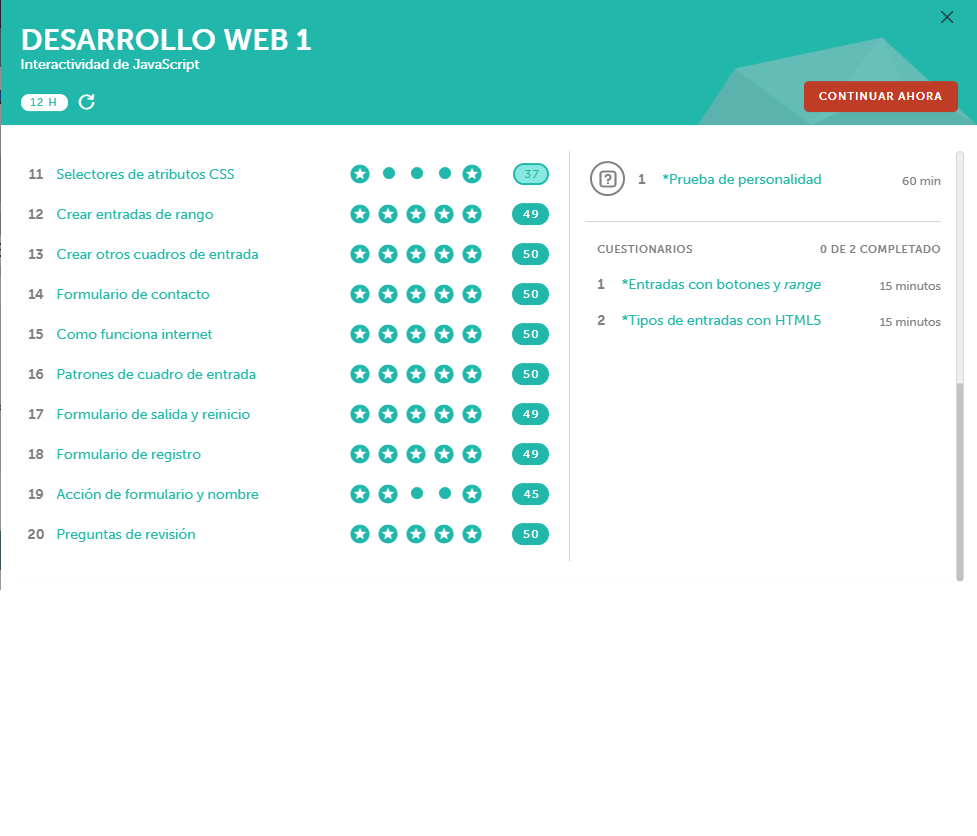 DESARROLLO WEB 1
Interactividad de JavaScript
12 H
CONTINUAR AHORA
11 Selectores de atributos CSS 37
12 Crear entradas de rango 49
13 Crear otros cuadros de entrada 50
14 Formulario de contacto 50
15 Como funciona internet 50
16 Patrones de cuadro de entrada 50
17 Formulario de salida y reinicio 49
18 Formulario de registro 49
19 Acción de formulario y nombre 45
20 Preguntas de revisión 50
? 1 *Prueba de personalidad 60 min
CUESTIONARIOS 0 DE 2 COMPLETADO
1 *Entradas con botones y range 15 minutos
2 *Tipos de entradas con HTML5 15 minutos